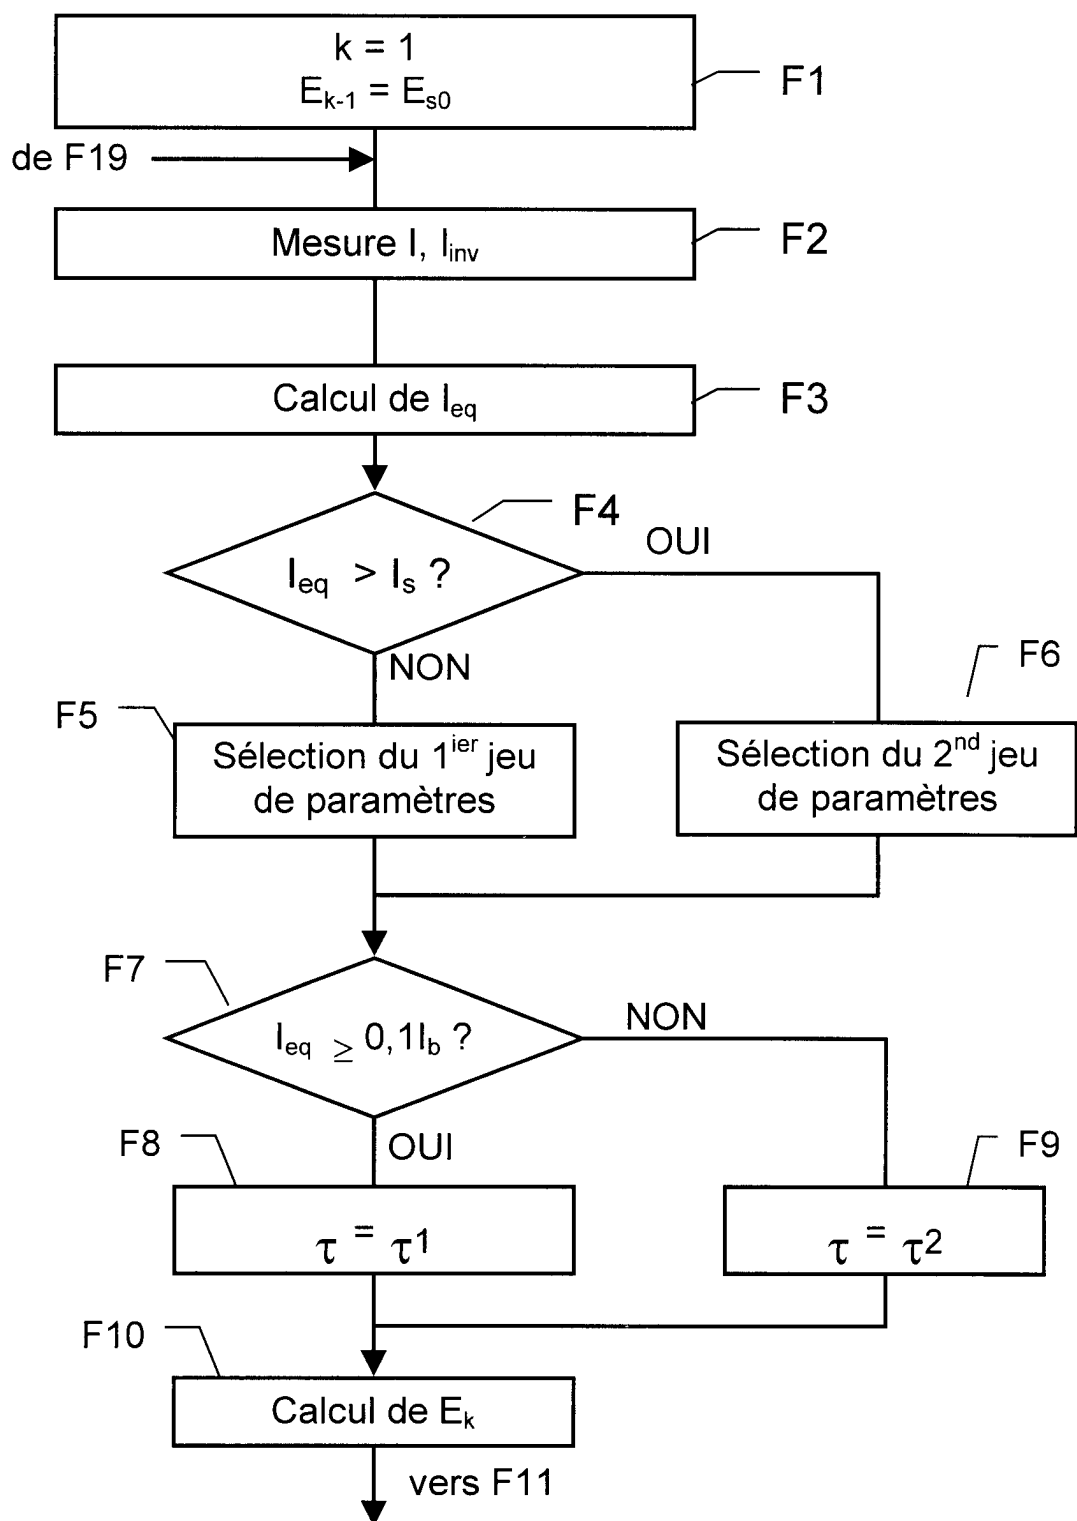 k = 1
E_{k-1} = E_{s0}
F1
de F19
Mesure I, I_{inv}
F2
Calcul de I_{eq}
F3
F4
I_{eq} > I_s ?
OUI
NON
F6
F5
Sélection du 1^{ier} jeu
de paramètres
Sélection du 2^{nd} jeu
de paramètres
F7
I_{eq} ≥ 0,1I_b ?
NON
OUI
F8
F9
τ = τ1
τ = τ2
F10
Calcul de E_k
vers F11